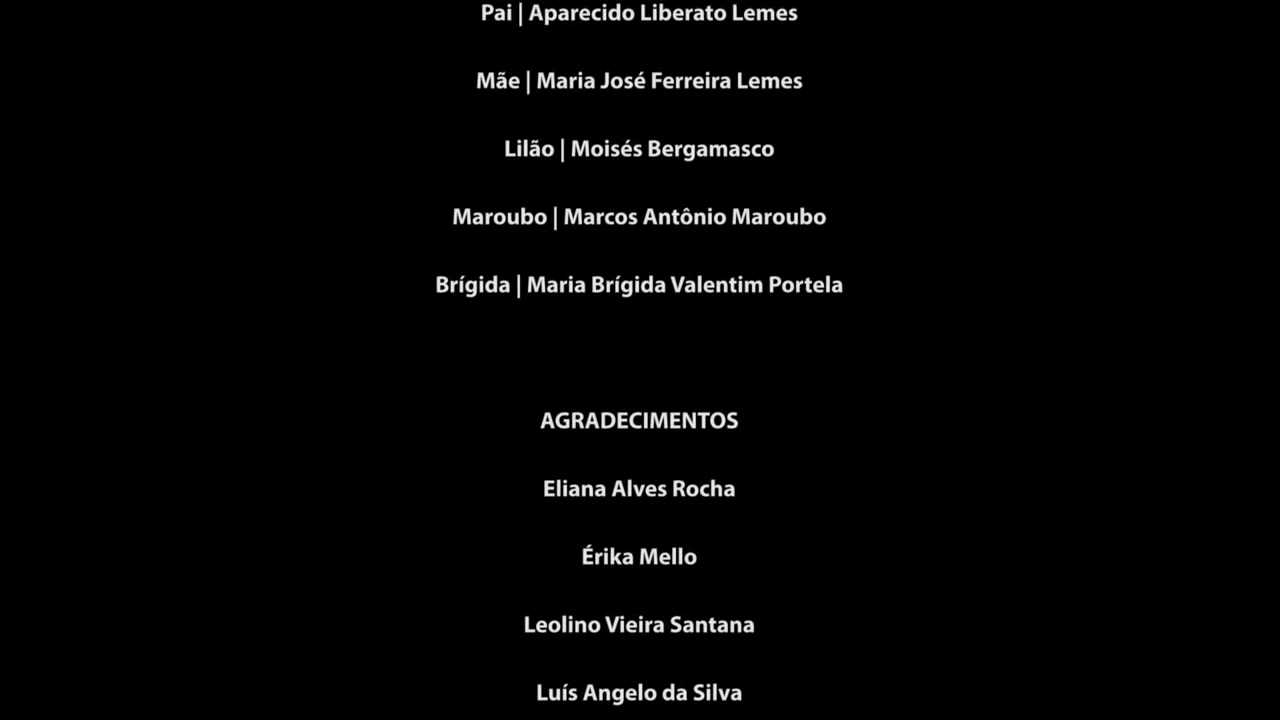 Pai | Aparecido Liberato Lemes
Mãe | Maria José Ferreira Lemes
Lilão | Moisés Bergamasco
Maroubo | Marcos Antônio Maroubo
Brígida | Maria Brígida Valentim Portela
AGRADECIMENTOS
Eliana Alves Rocha
Érika Mello
Leolino Vieira Santana
Luís Angelo da Silva